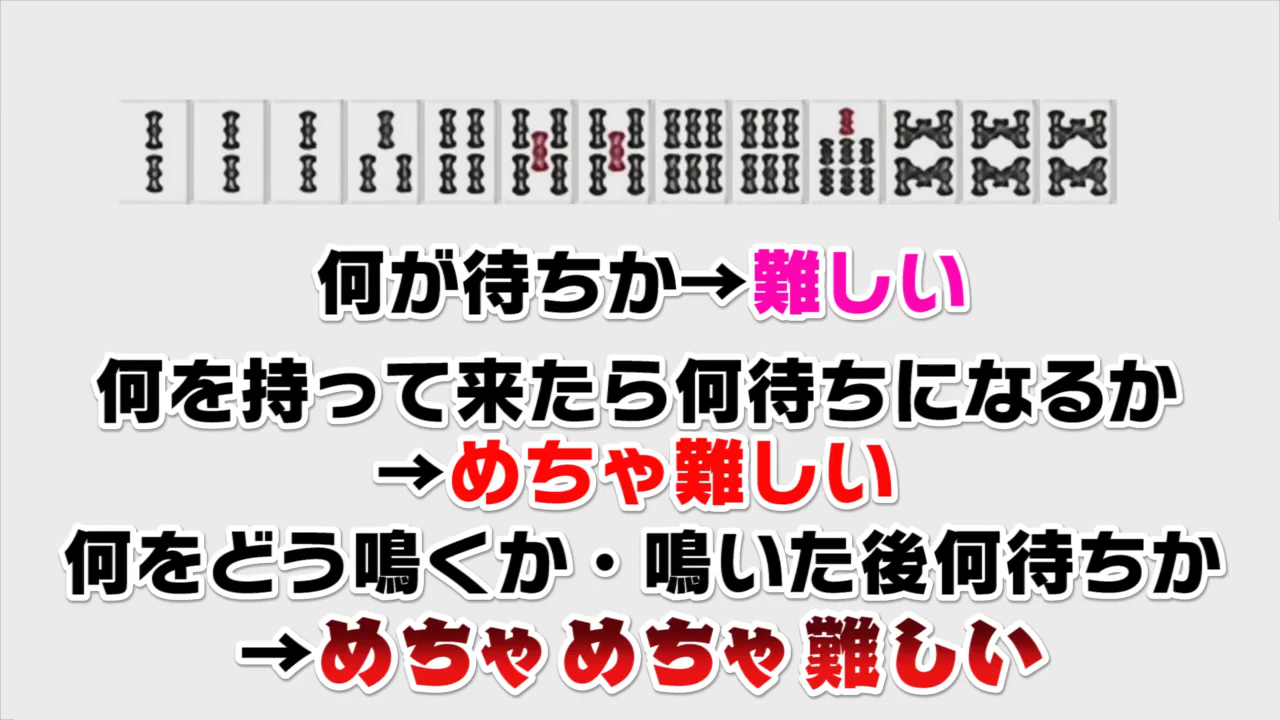 何が待ちか→難しい
何を持って来たら何待ちになるか
→めちゃ難しい
何をどう鳴くか・鳴いた後何待ちか
→めちゃめちゃ難しい